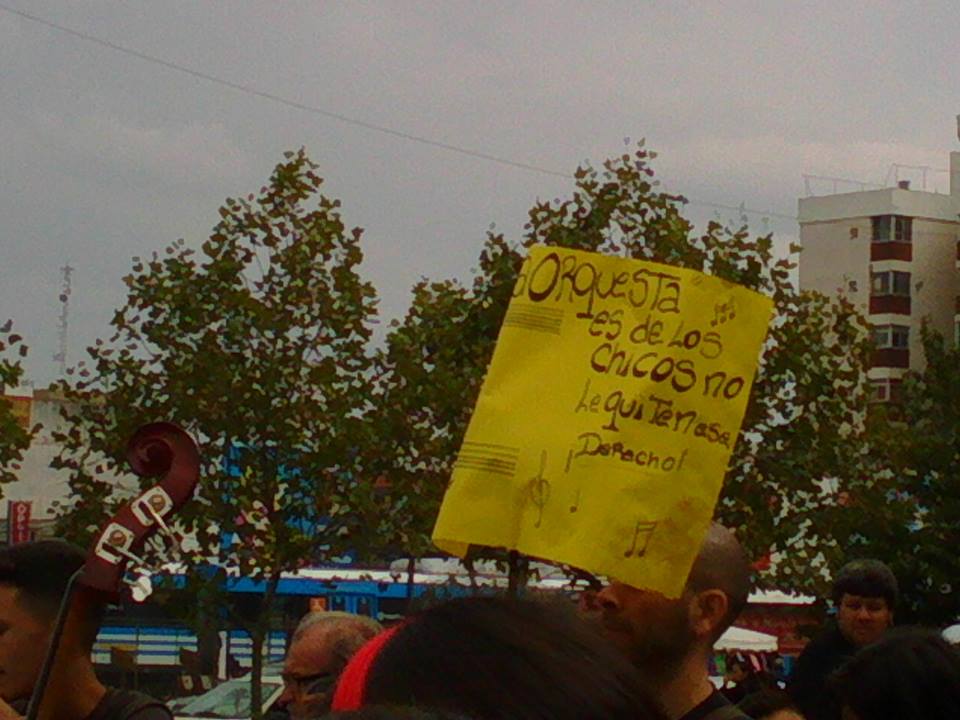 ORquesTa
es de Los
chicos no
Le quiTen ese
Derecho!